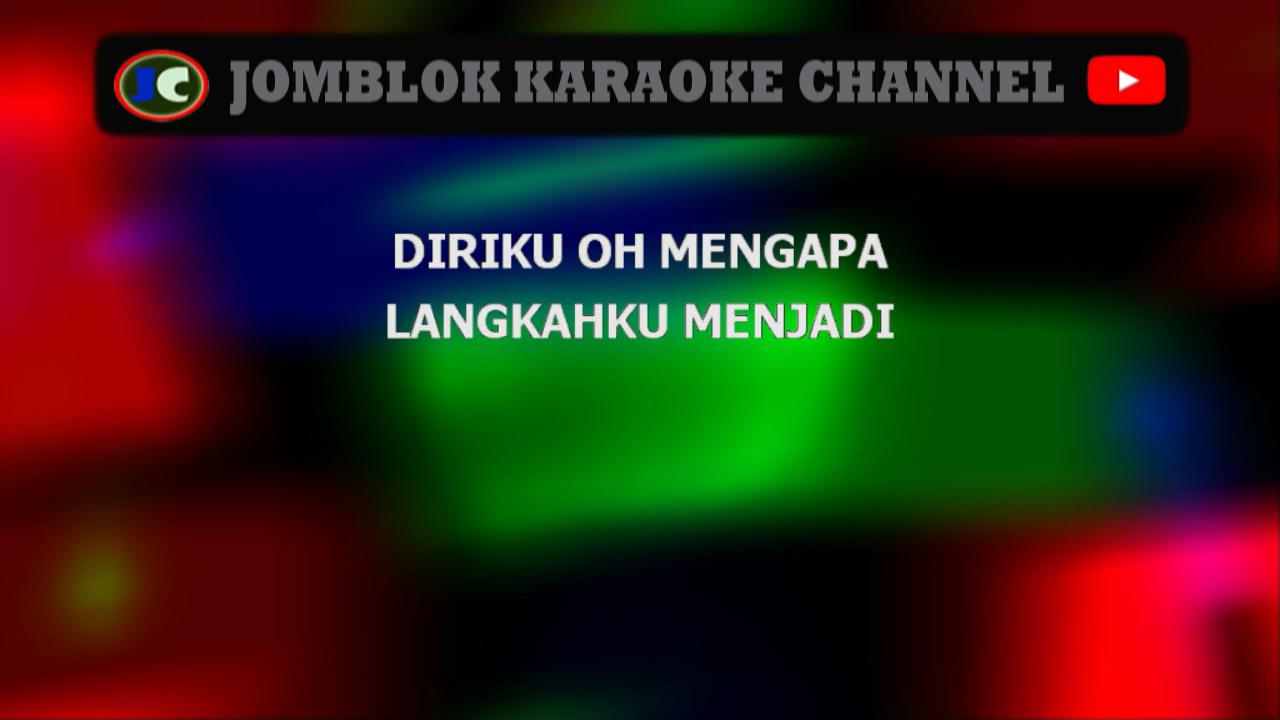 JC JOMBLOK KARAOKE CHANNEL
DIRIKU OH MENGAPA
LANGKAHKU MENJADI